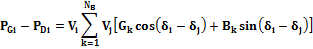 P_{Gi} − P_{Di} = V_i ∑_{k=1}^{N_B} V_j[G_k cos(δ_i − δ_j) + B_k sin(δ_i − δ_j)]